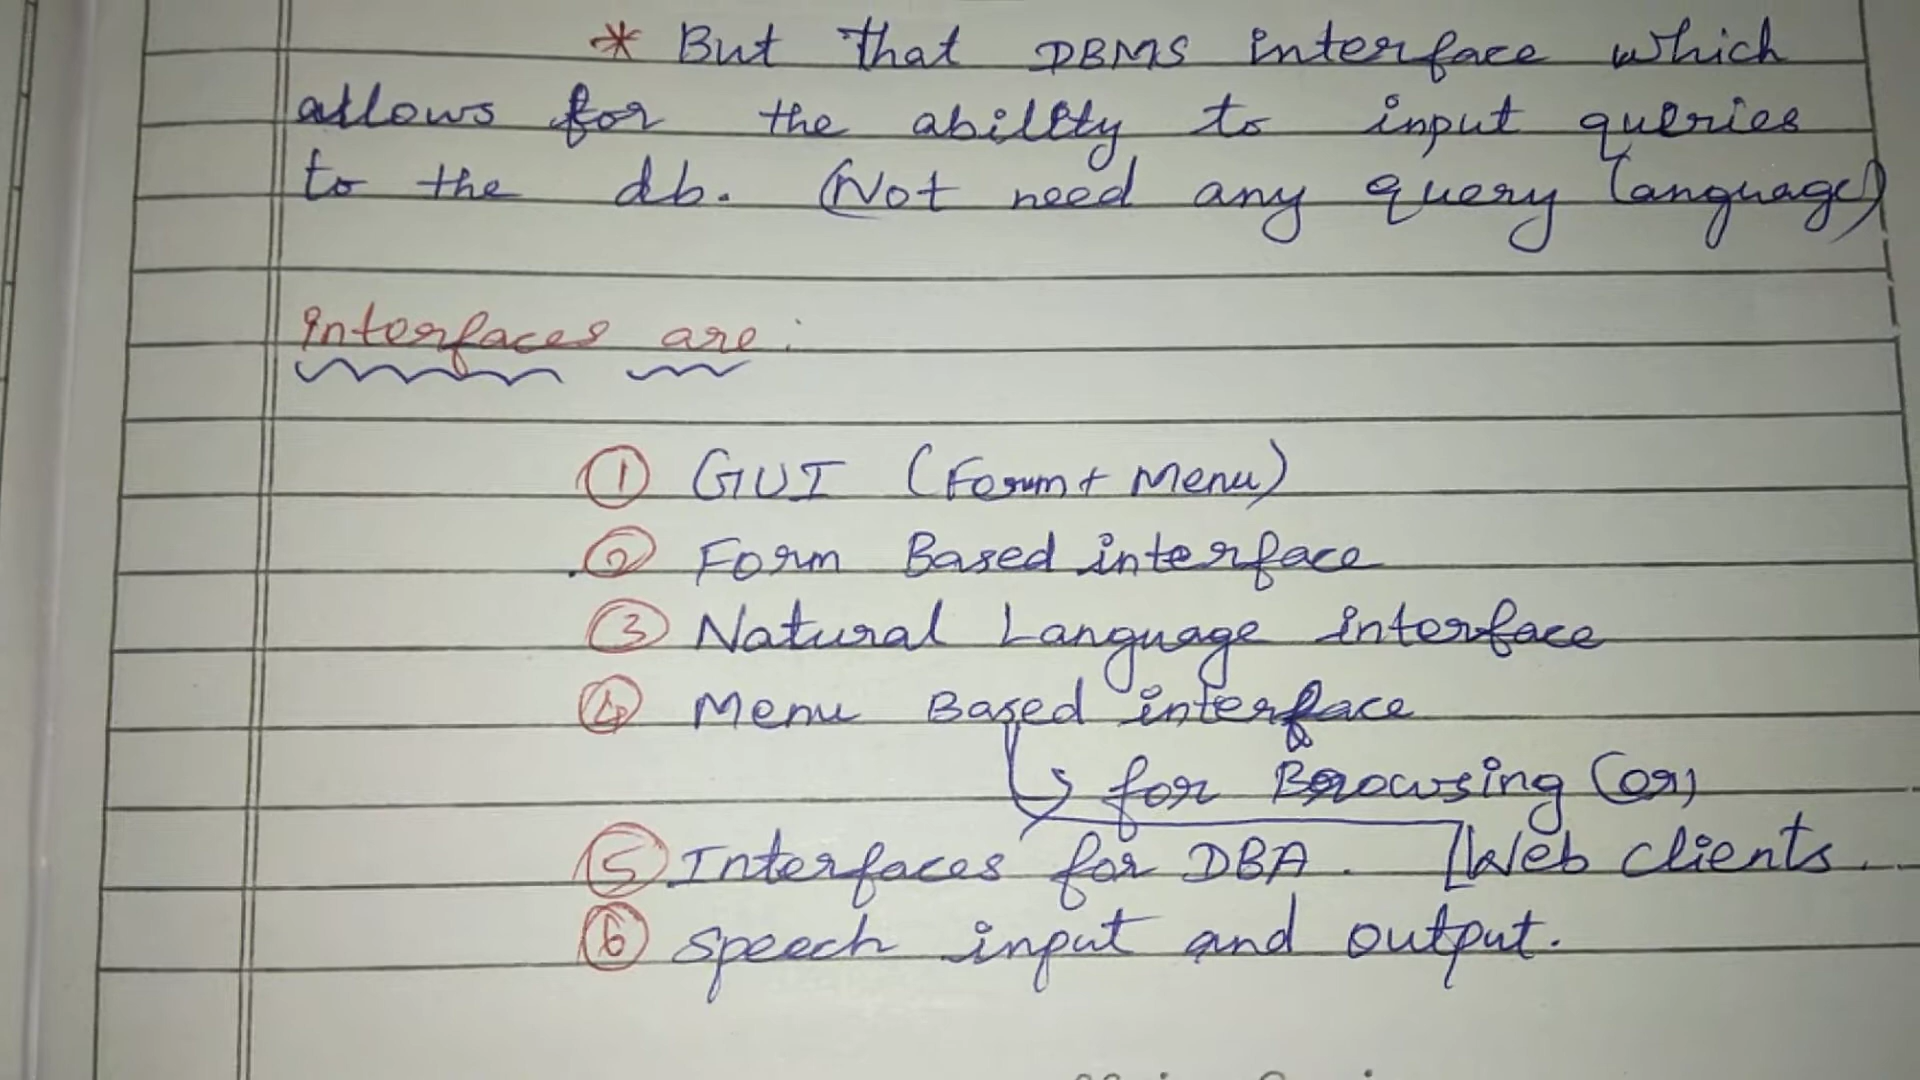 * But that DBMS interface which
allows for the ability to input queries
to the db. (Not need any query language)
Interfaces are:
① GUI (Form + Menu)
② Form Based interface
③ Natural Language interface
④ Menu Based interface
↳ for Browsing (or)
⑤ Interfaces for DBA. [Web clients.
⑥ speech input and output.